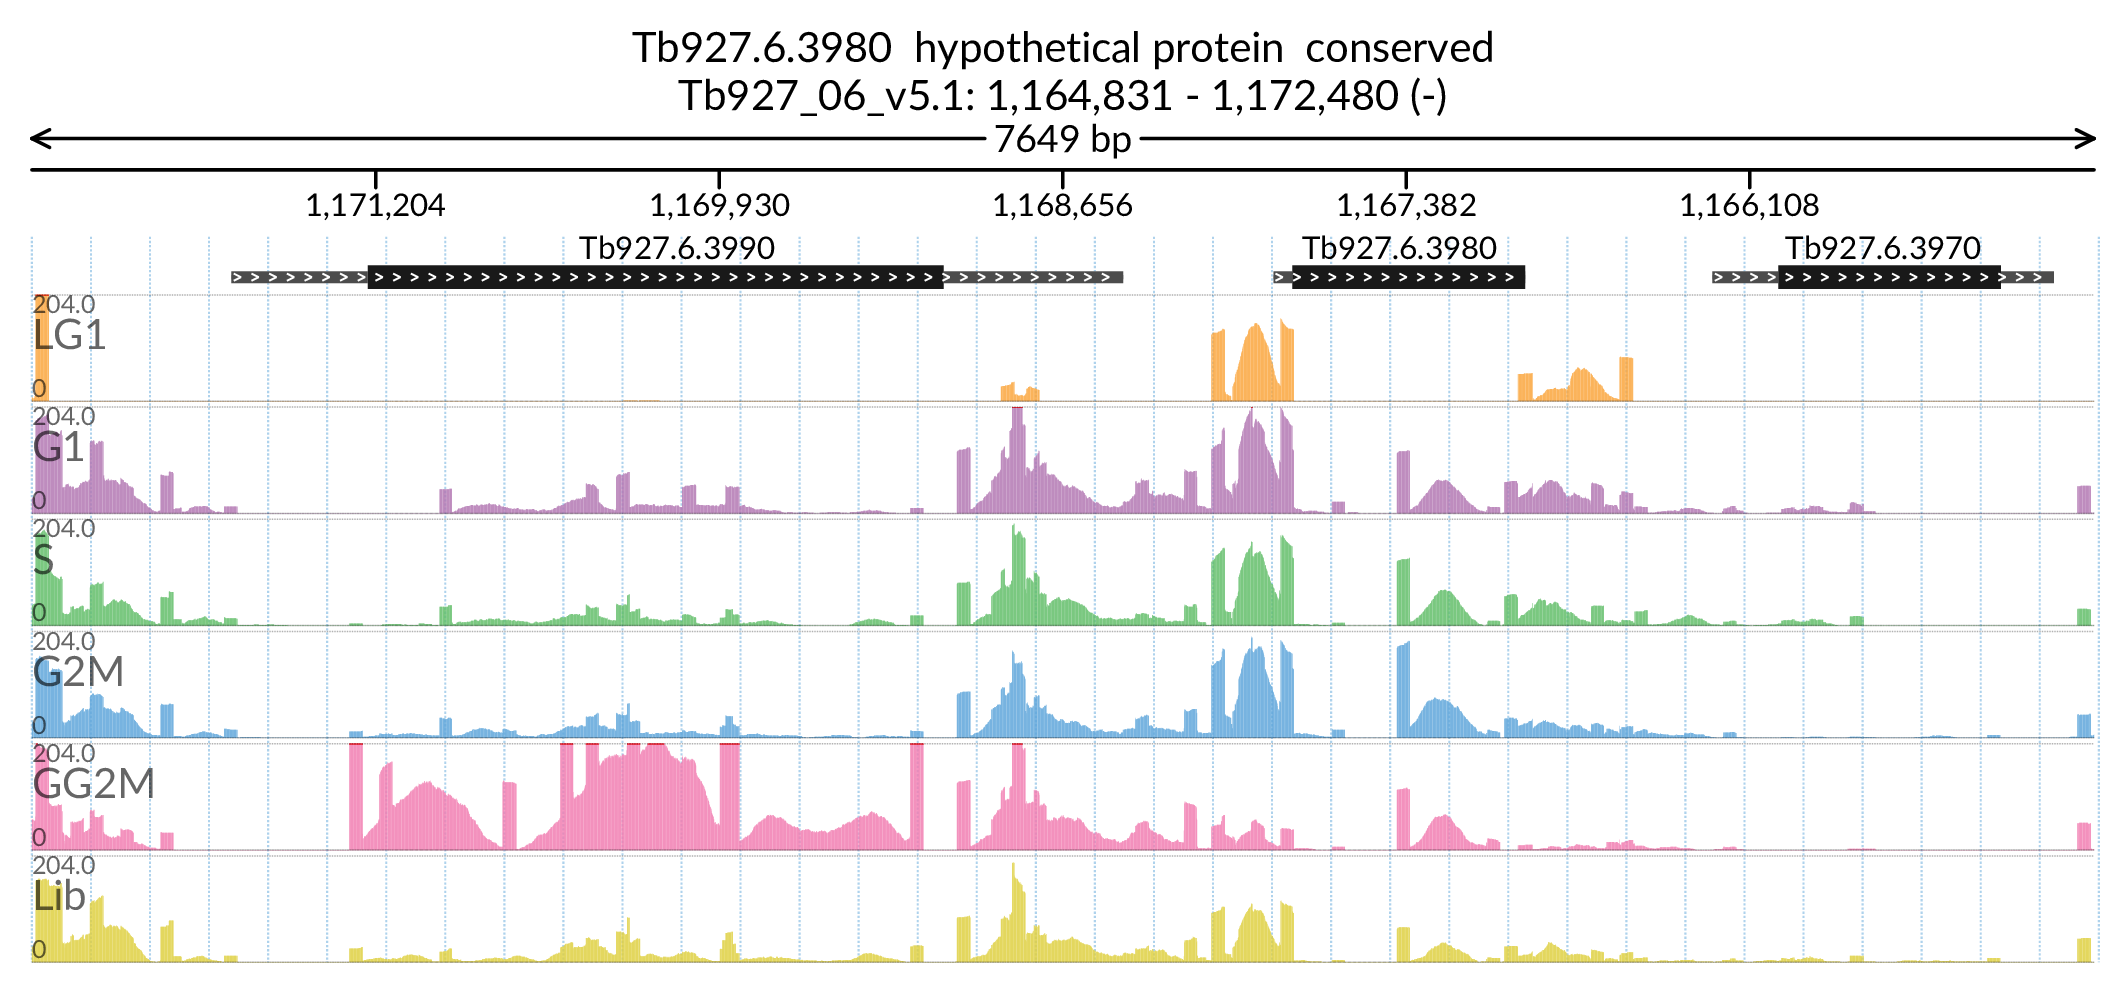 Tb927.6.3980  hypothetical protein  conserved
Tb927_06_v5.1: 1,164,831 - 1,172,480 (-)
7649 bp
1,171,204 1,169,930 1,168,656 1,167,382 1,166,108
Tb927.6.3990 Tb927.6.3980 Tb927.6.3970
204.0
LG1
0
204.0
G1
0
204.0
S
0
204.0
G2M
0
204.0
GG2M
0
204.0
Lib
0